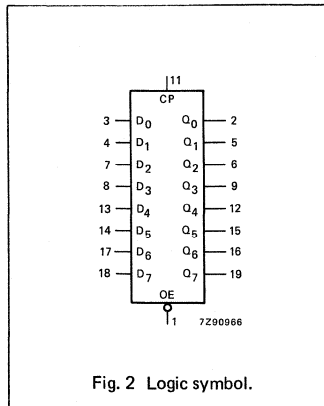 11
CP
3 D0 Q0 2
4 D1 Q1 5
7 D2 Q2 6
8 D3 Q3 9
13 D4 Q4 12
14 D5 Q5 15
17 D6 Q6 16
18 D7 Q7 19
OE
1 7Z90966
Fig. 2 Logic symbol.